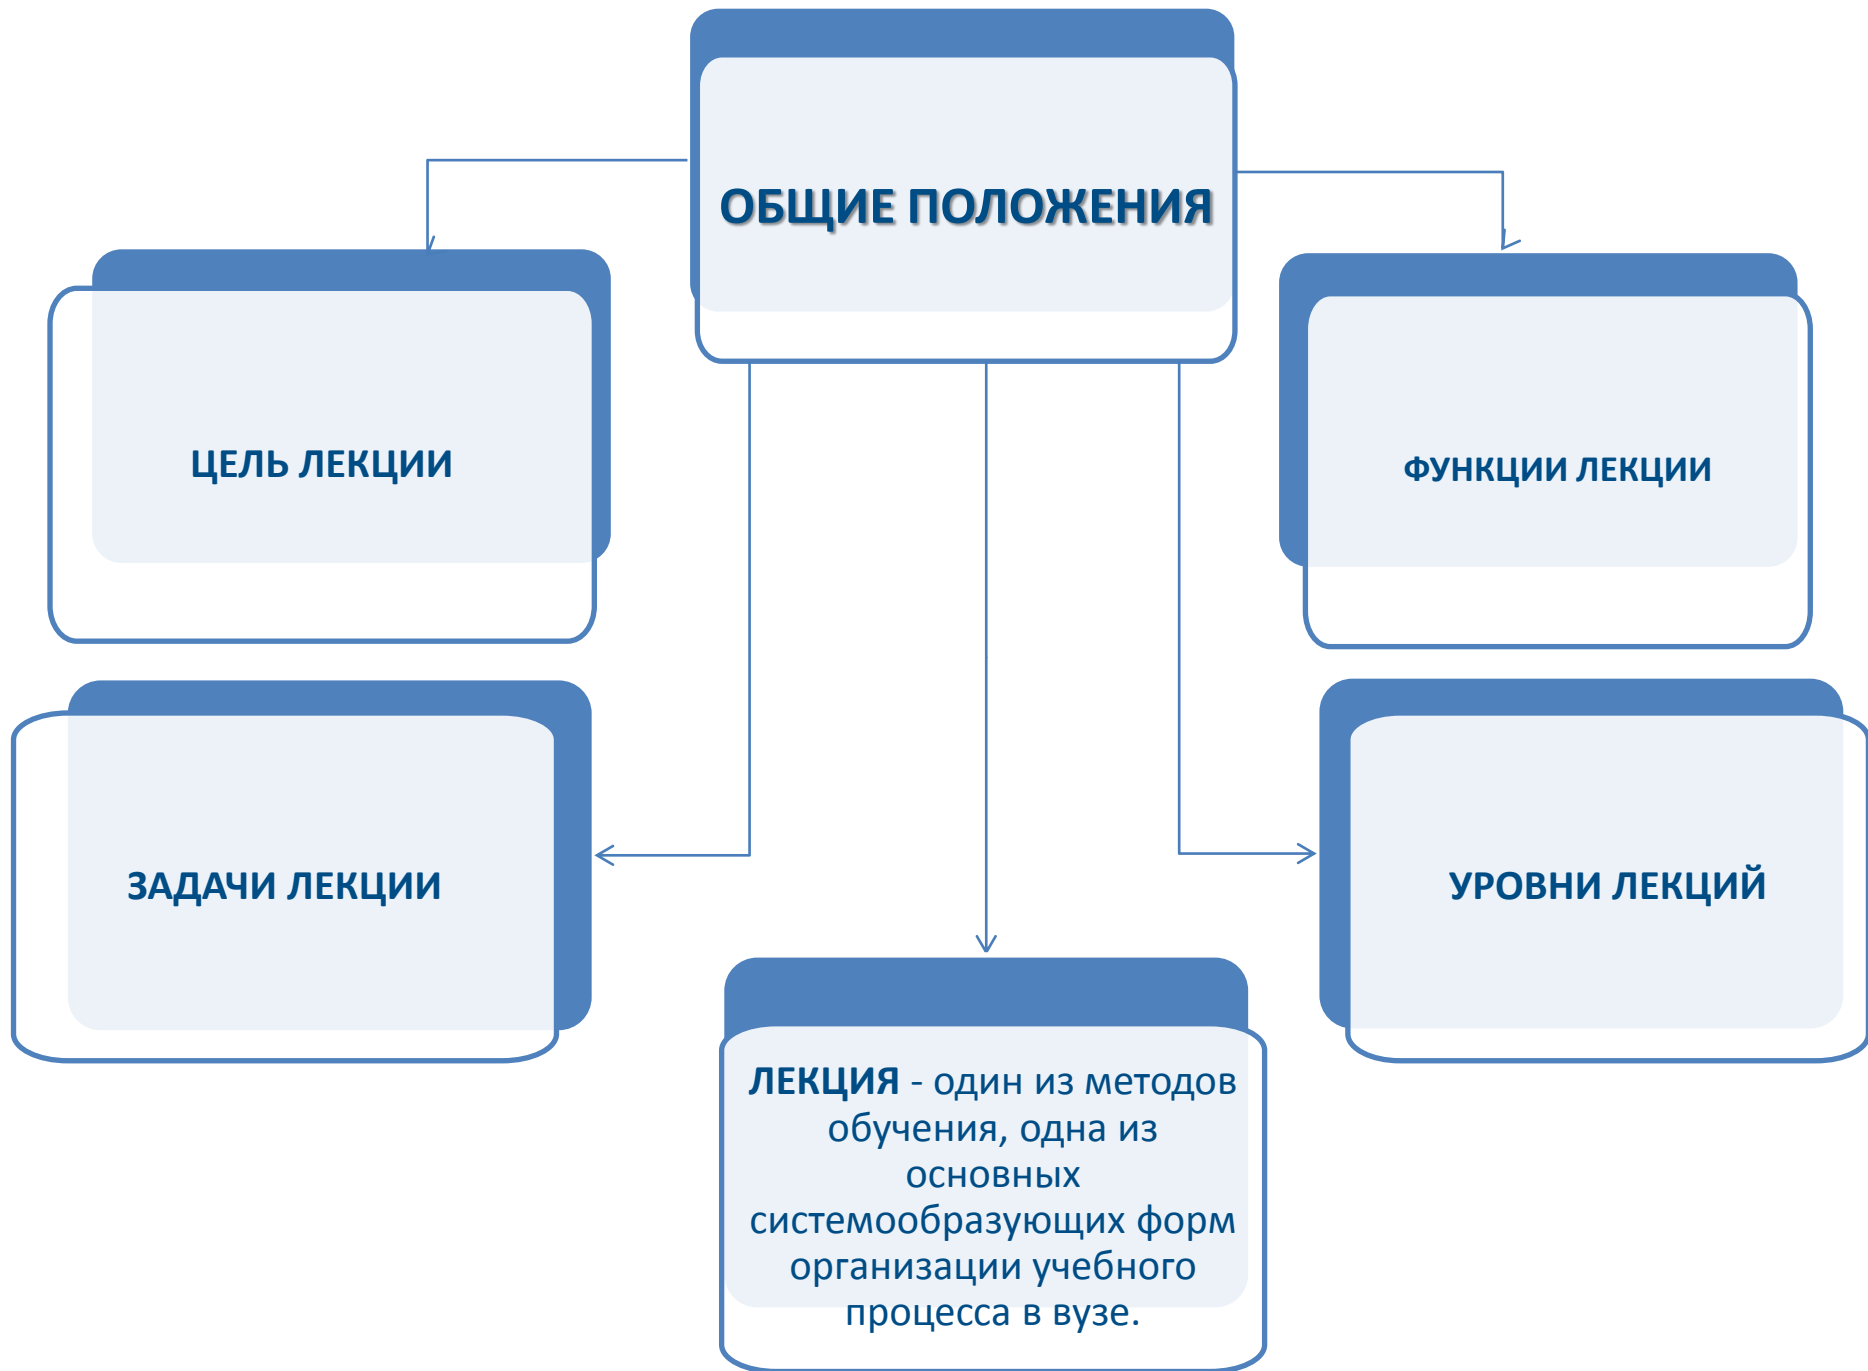 ОБЩИЕ ПОЛОЖЕНИЯ
ЦЕЛЬ ЛЕКЦИИ
ФУНКЦИИ ЛЕКЦИИ
ЗАДАЧИ ЛЕКЦИИ
УРОВНИ ЛЕКЦИЙ
ЛЕКЦИЯ - один из методов
обучения, одна из
основных
системообразующих форм
организации учебного
процесса в вузе.